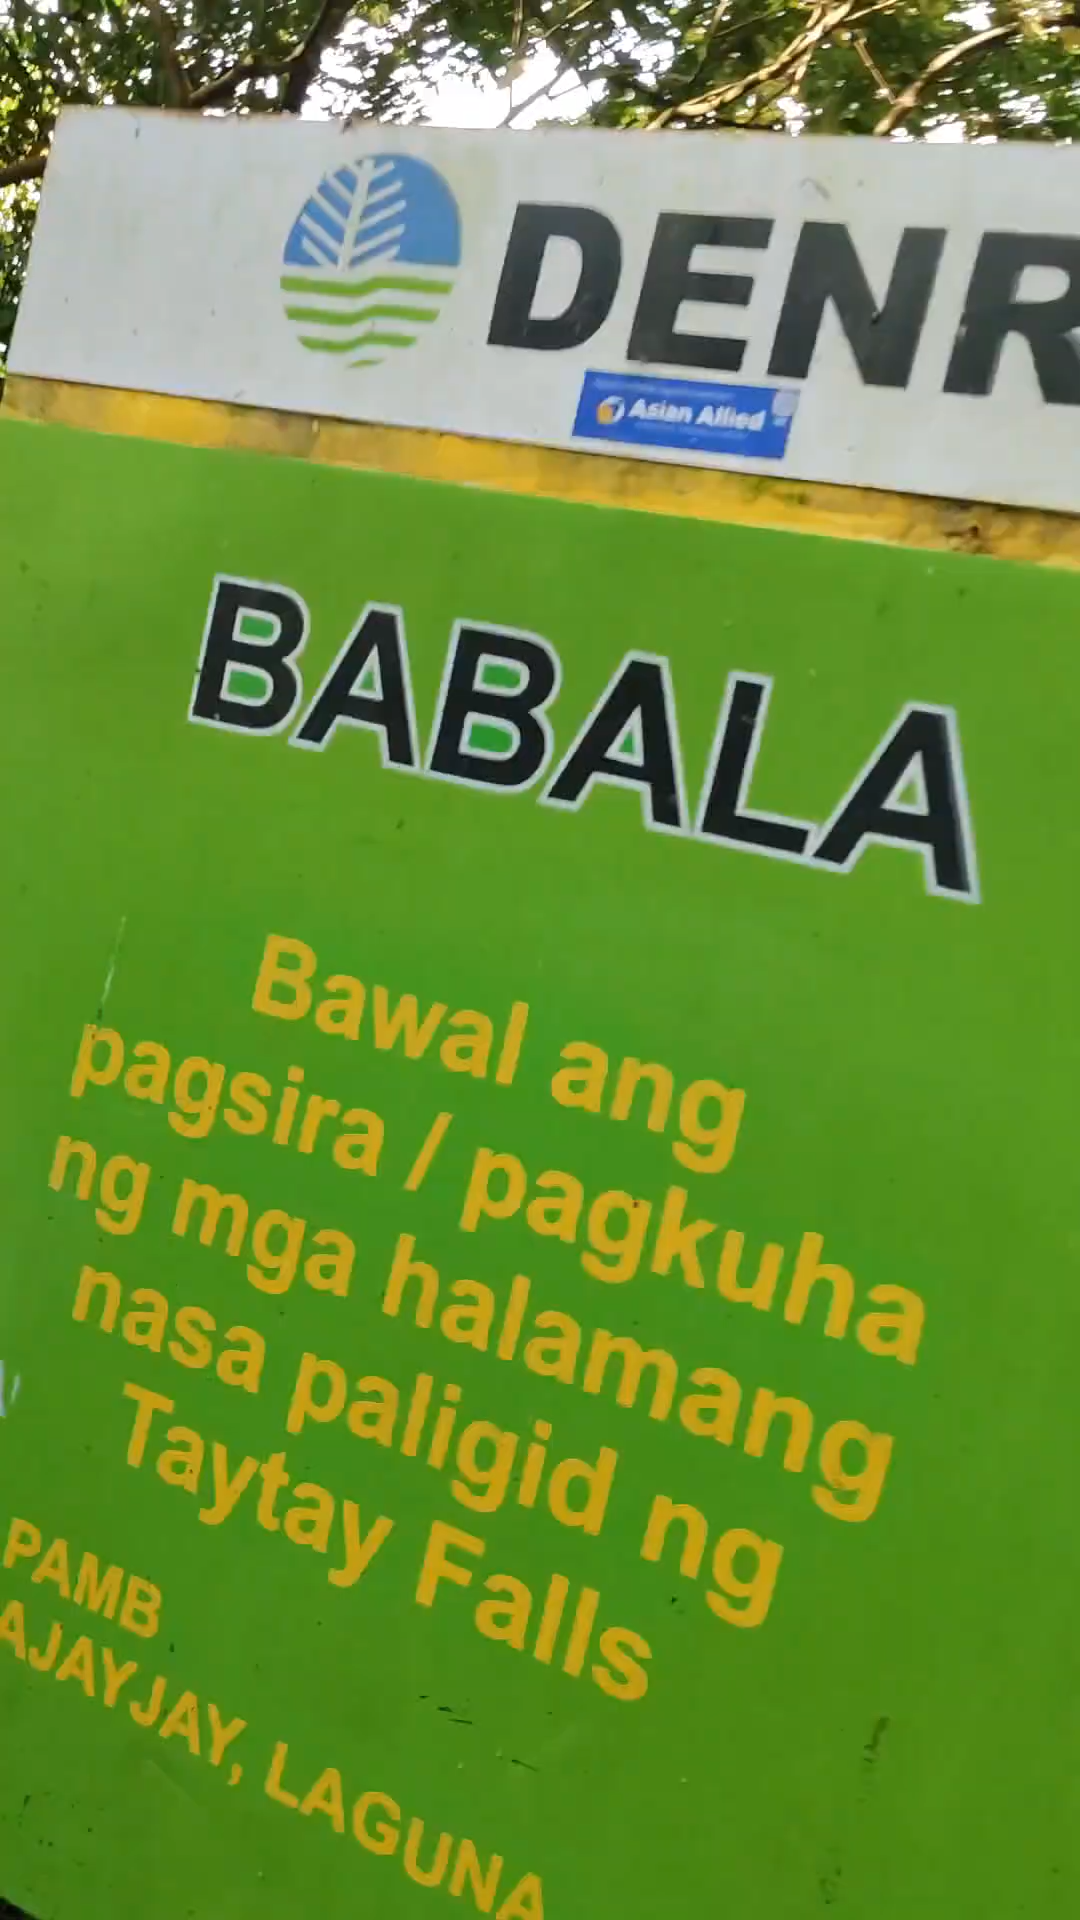 DENR
Asian Allied
BABALA
Bawal ang
pagsira / pagkuha
ng mga halamang
nasa paligid ng
Taytay Falls
PAMB
AJAYJAY, LAGUNA